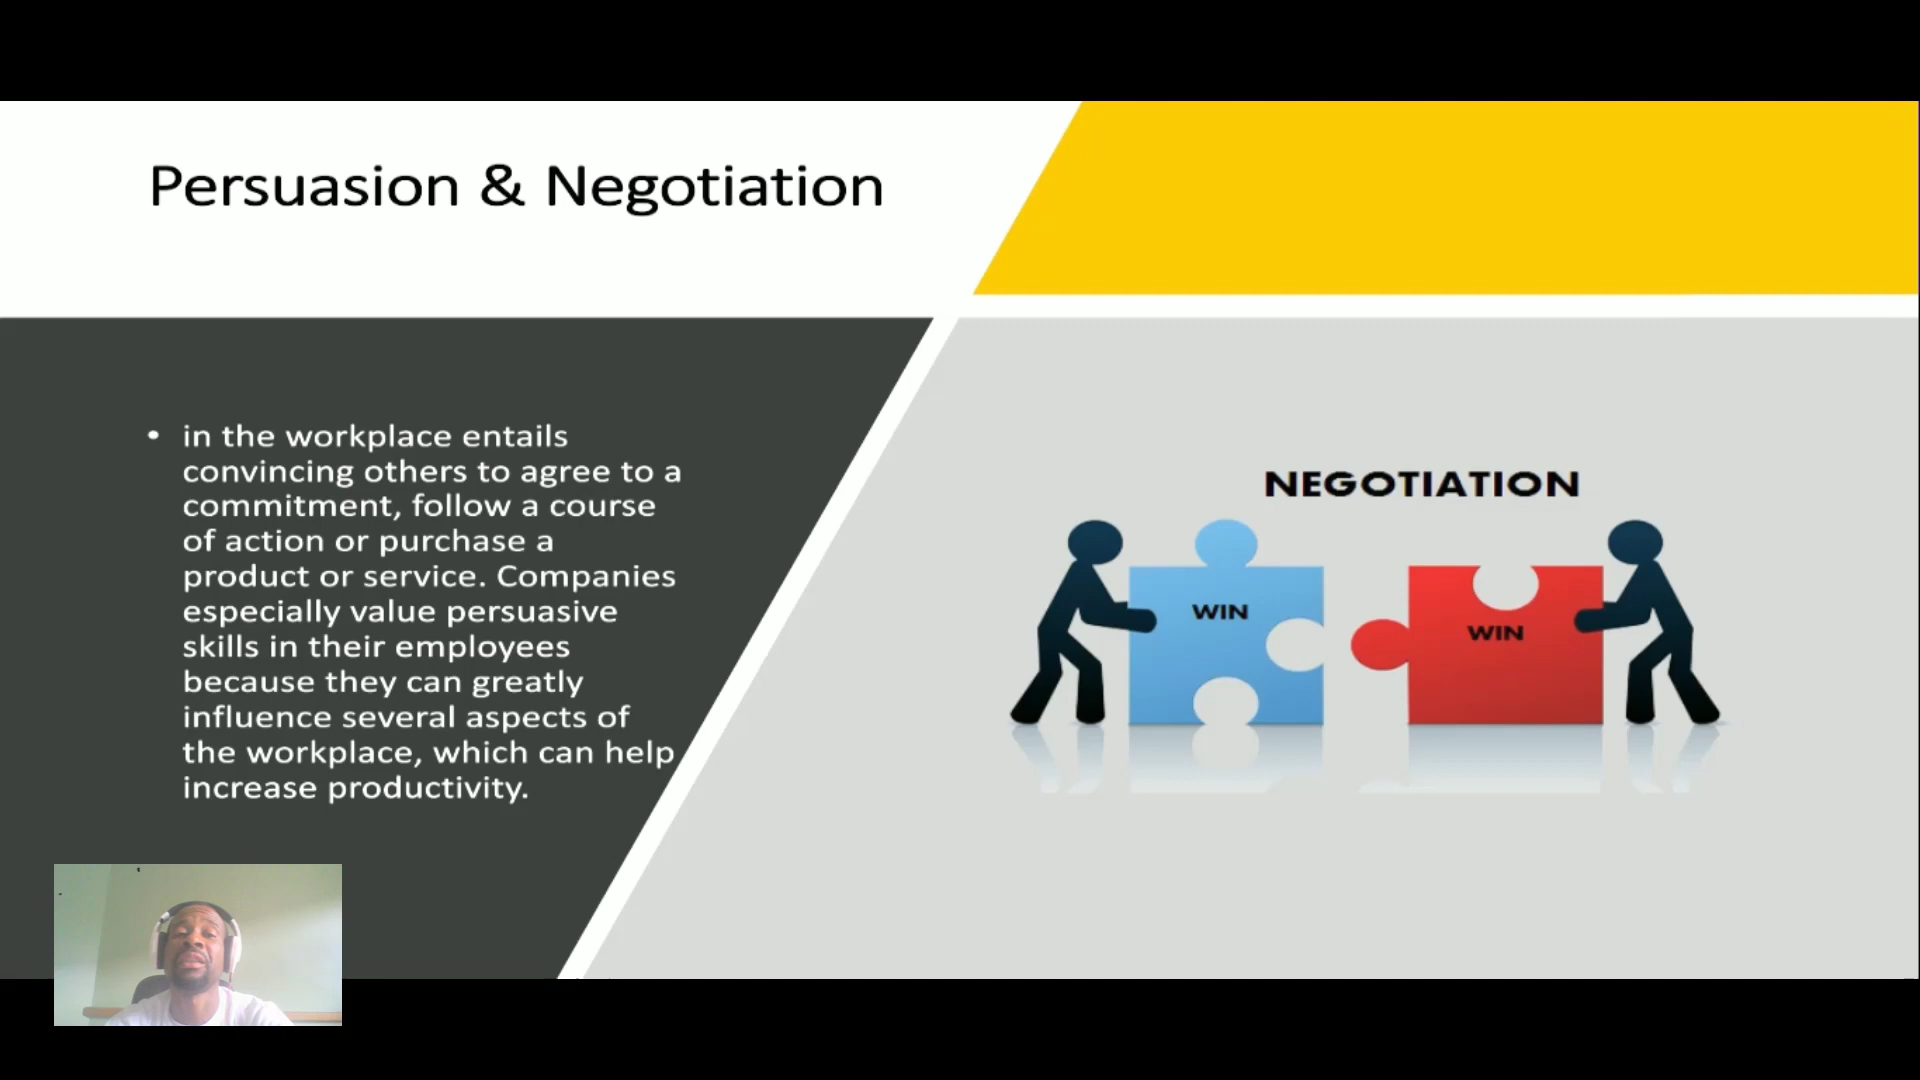 Persuasion & Negotiation
• in the workplace entails
convincing others to agree to a
commitment, follow a course
of action or purchase a
product or service. Companies
especially value persuasive
skills in their employees
because they can greatly
influence several aspects of
the workplace, which can help
increase productivity.
NEGOTIATION
WIN
WIN